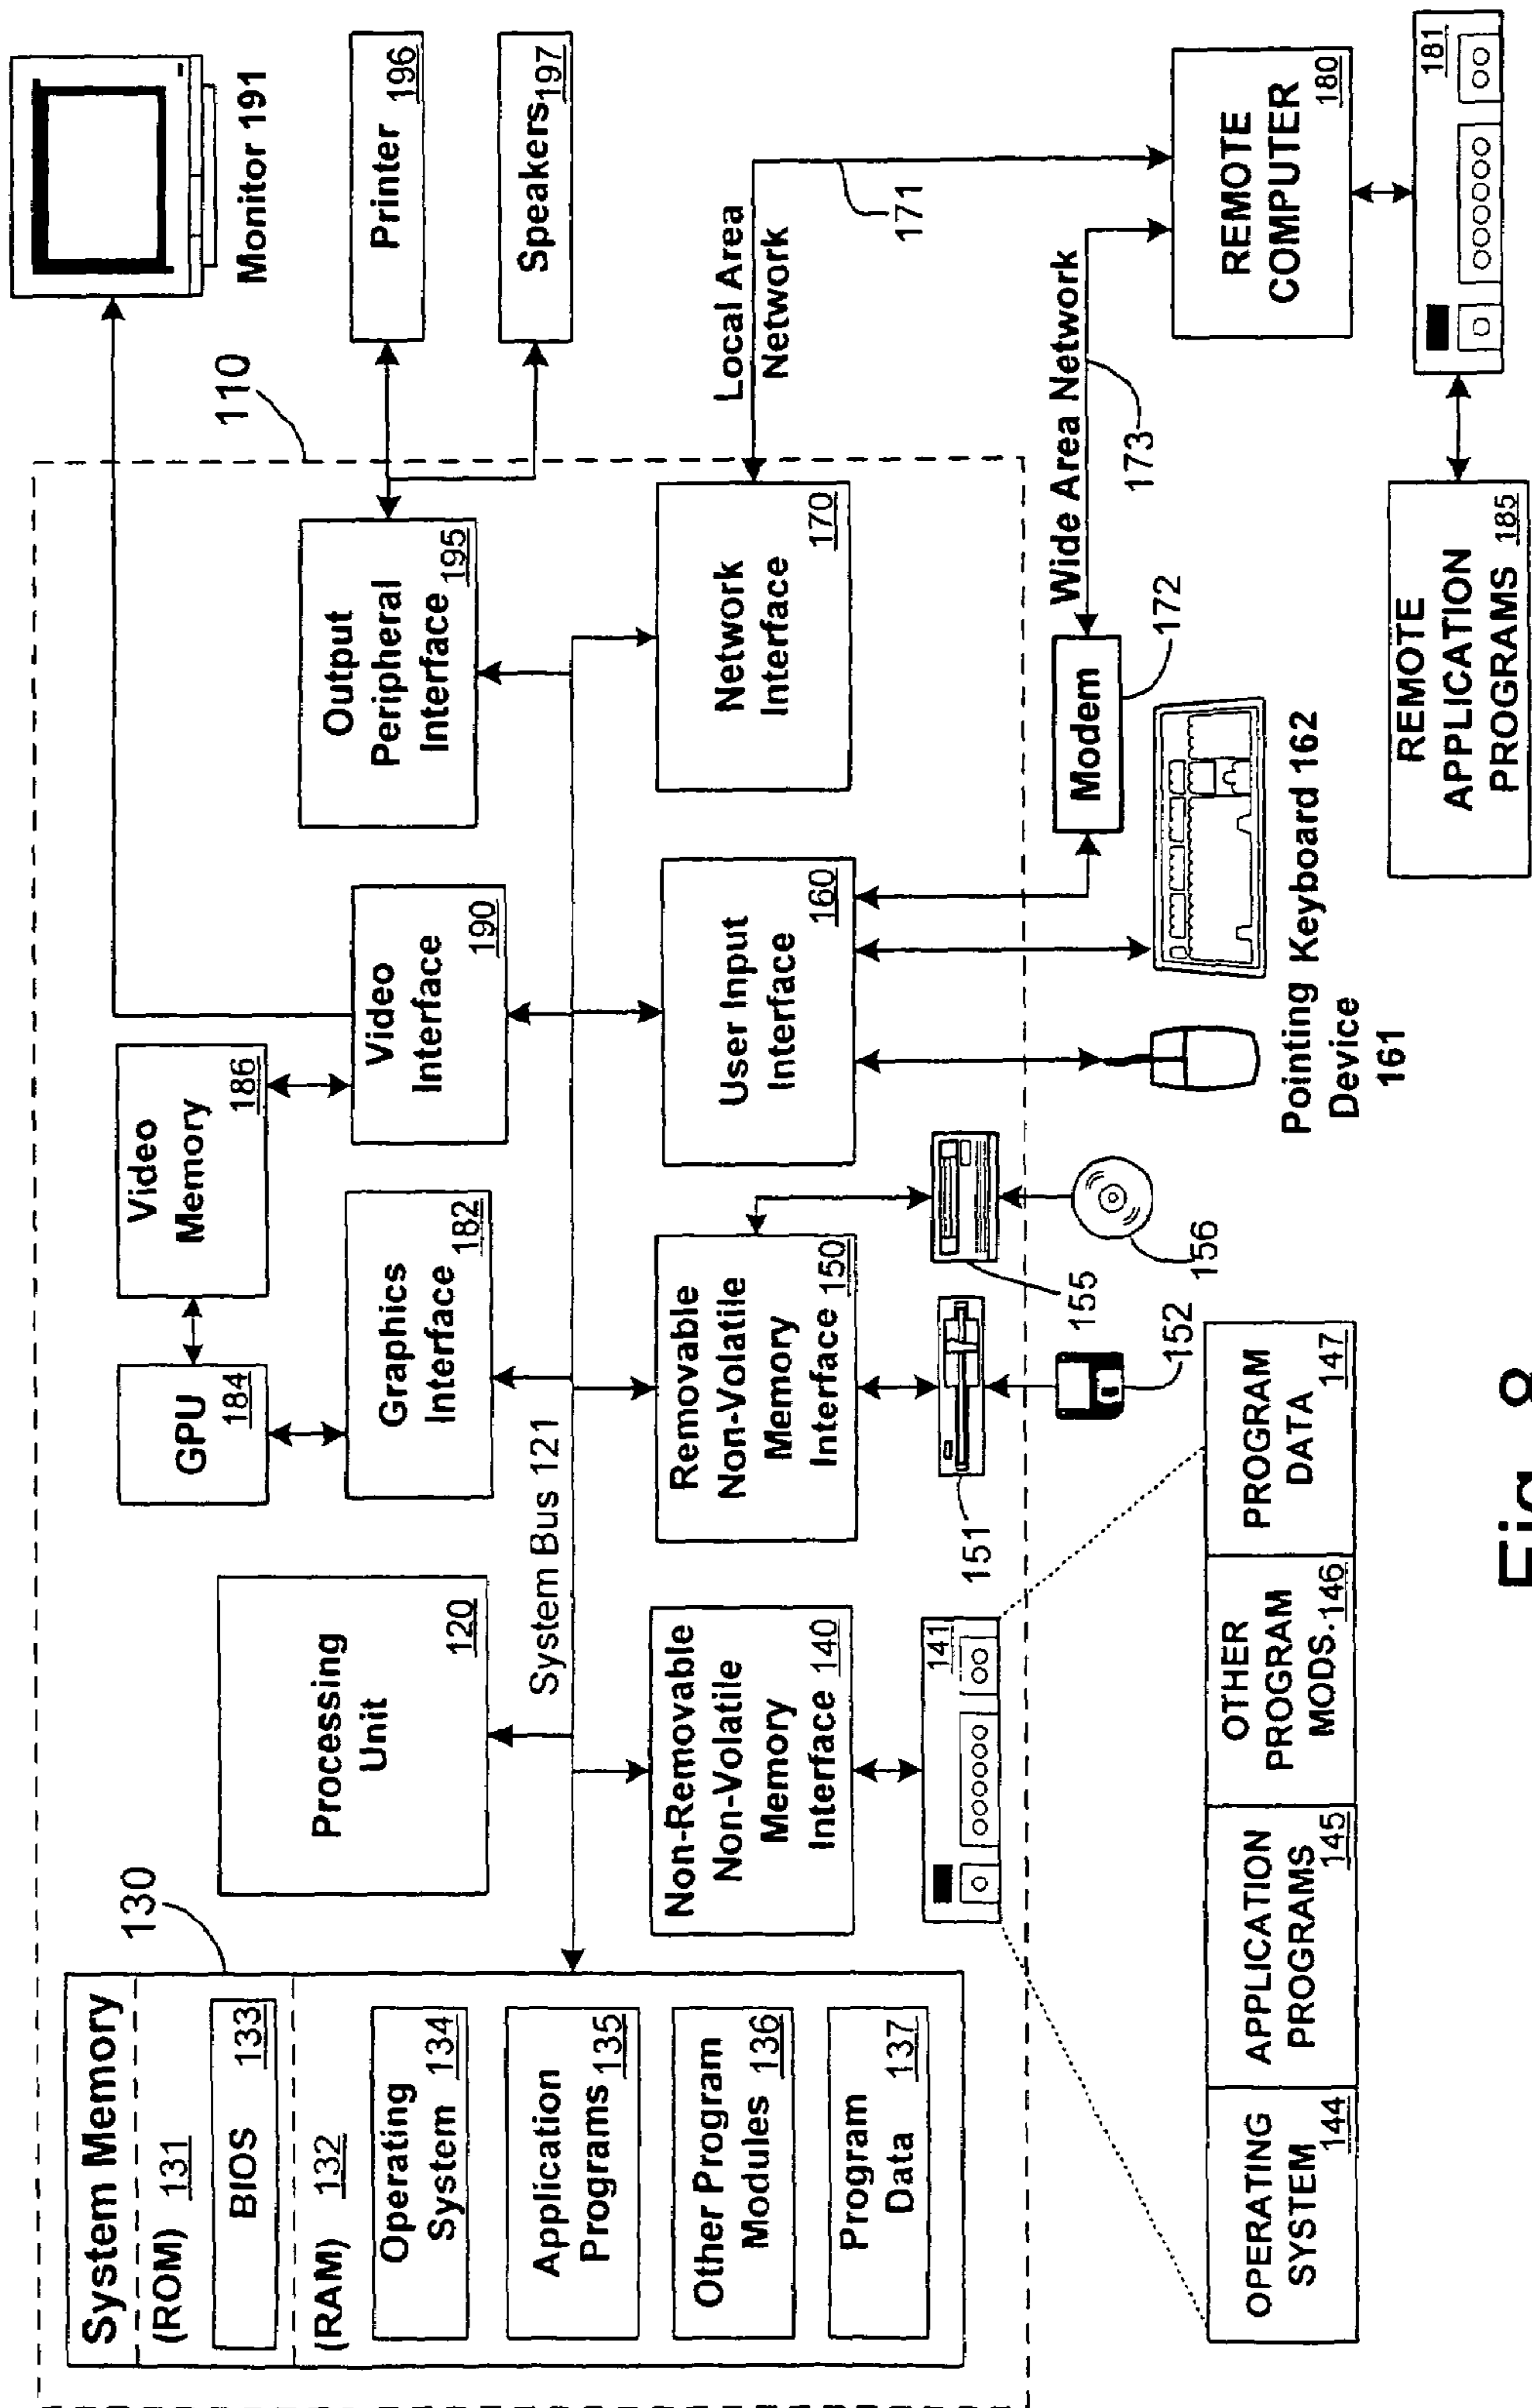 System Memory
(ROM) 131
BIOS 133
(RAM) 132
Operating
System 134
Application
Programs 135
Other Program
Modules 136
Program
Data 137
130
Processing
Unit
120
System Bus 121
GPU
184
Video
Memory
186
Graphics
Interface
182
Video
Interface
190
Output
Peripheral
Interface 195
110
Monitor 191
Printer
196
Speakers 197
Non-Removable
Non-Volatile
Memory
Interface 140
Removable
Non-Volatile
Memory
Interface 150
User Input
Interface
160
Network
Interface
170
Local Area
Network
171
141
151
152
155
156
Wide Area Network
173
Modem
172
Pointing
Device
161
Keyboard 162
REMOTE
COMPUTER
180
181
REMOTE
APPLICATION
PROGRAMS 185
OPERATING
SYSTEM
144
APPLICATION
PROGRAMS
145
OTHER
PROGRAM
MODS. 146
PROGRAM
DATA
147
Fig. 8